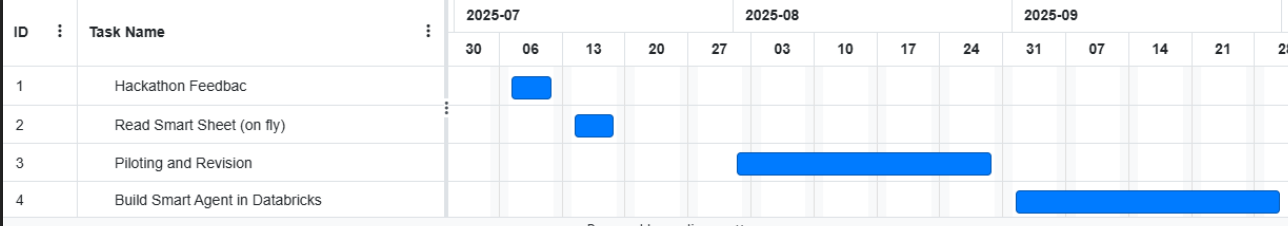 2025-07 2025-08 2025-09
ID Task Name
30 06 13 20 27 03 10 17 24 31 07 14 21
1 Hackathon Feedbac
2 Read Smart Sheet (on fly)
3 Piloting and Revision
4 Build Smart Agent in Databricks